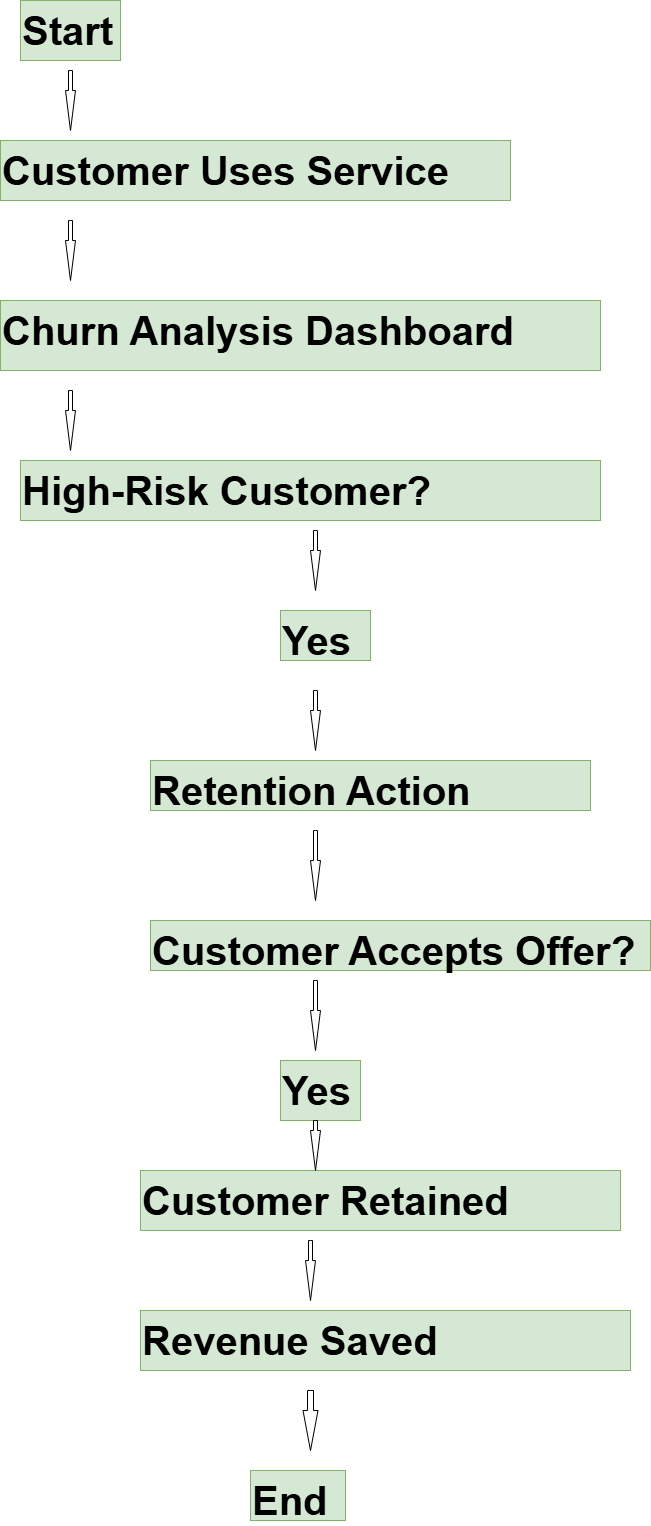 Start
Customer Uses Service
Churn Analysis Dashboard
High-Risk Customer?
Yes
Retention Action
Customer Accepts Offer?
Yes
Customer Retained
Revenue Saved
End